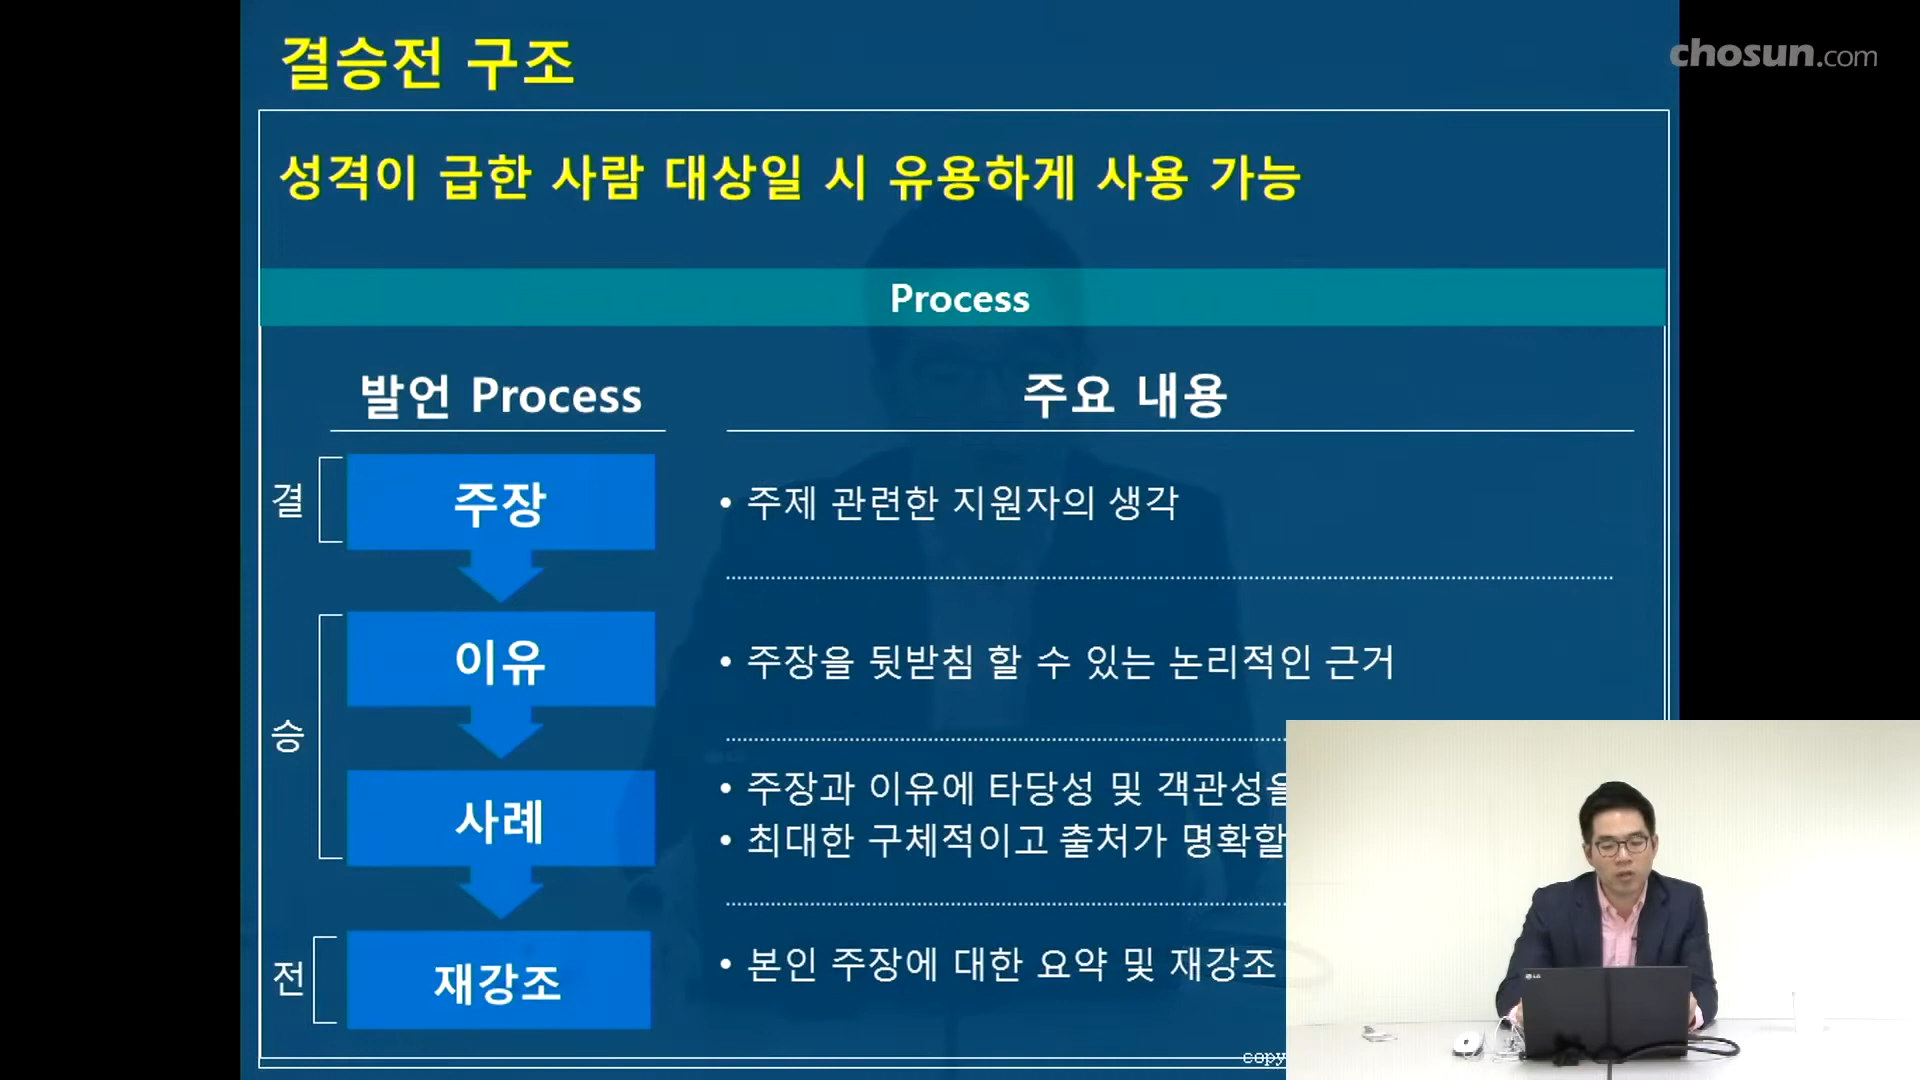 결승전 구조
chosun.com
성격이 급한 사람 대상일 시 유용하게 사용 가능
Process
발언 Process
주요 내용
결
주장
• 주제 관련한 지원자의 생각
이유
• 주장을 뒷받침 할 수 있는 논리적인 근거
승
사례
• 주장과 이유에 타당성 및 객관성을
• 최대한 구체적이고 출처가 명확할
전
재강조
• 본인 주장에 대한 요약 및 재강조
copy
LG